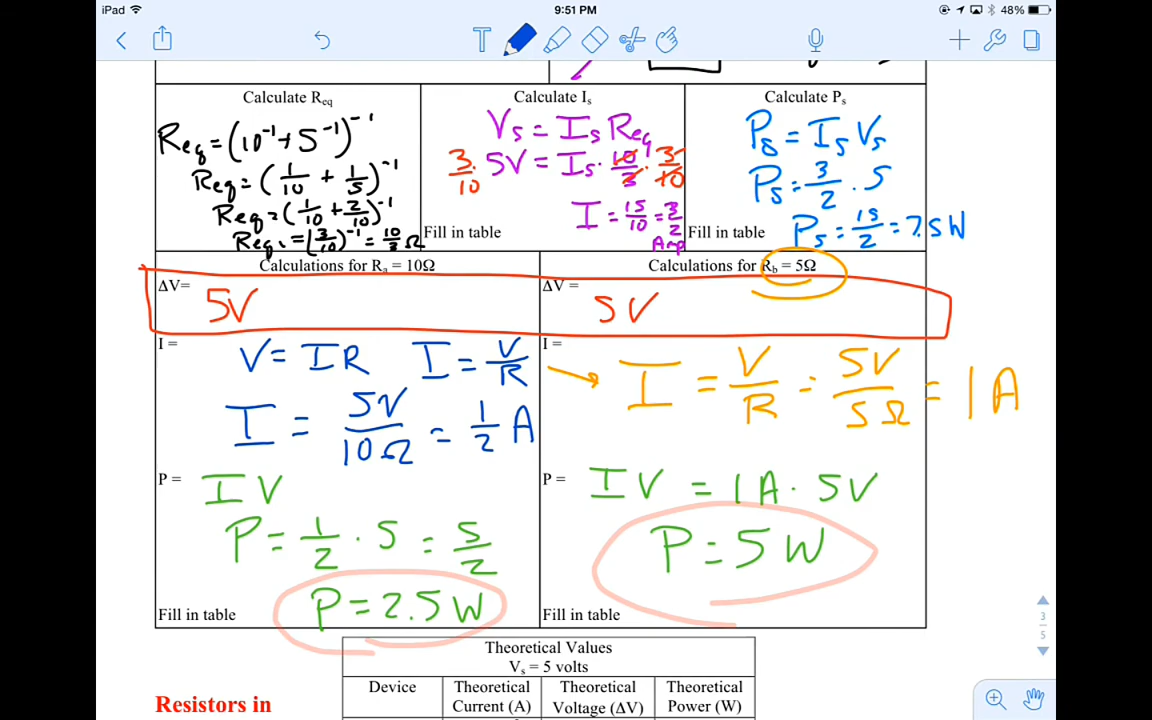 iPad 9:51 PM 48%
T
Calculate Req
Req = (10⁻¹ + 5⁻¹)⁻¹
Req = (1/10 + 1/5)⁻¹
Req = (1/10 + 2/10)⁻¹
Req = (3/10)⁻¹ = 10/3 Ω
Calculate Is
Vs = Is Req
3/10 · 5V = Is · 10/3 · 3/10
I = 15/10 = 3/2 Amp
Fill in table
Calculate Ps
Ps = Is Vs
Ps = 3/2 · 5
Ps = 15/2 = 7.5W
Fill in table
Calculations for Ra = 10Ω
ΔV= 5V
I =
V = IR I = V/R
I = 5V/10Ω = 1/2 A
P = IV
P = 1/2 · 5 = 5/2
P = 2.5W
Fill in table
Calculations for Rb = 5Ω
ΔV = 5V
I =
I = V/R = 5V/5Ω = 1A
P = IV = 1A · 5V
P = 5W
Fill in table
3
5
Theoretical Values
Vs = 5 volts
Device Theoretical Current (A) Theoretical Voltage (ΔV) Theoretical Power (W)
Resistors in